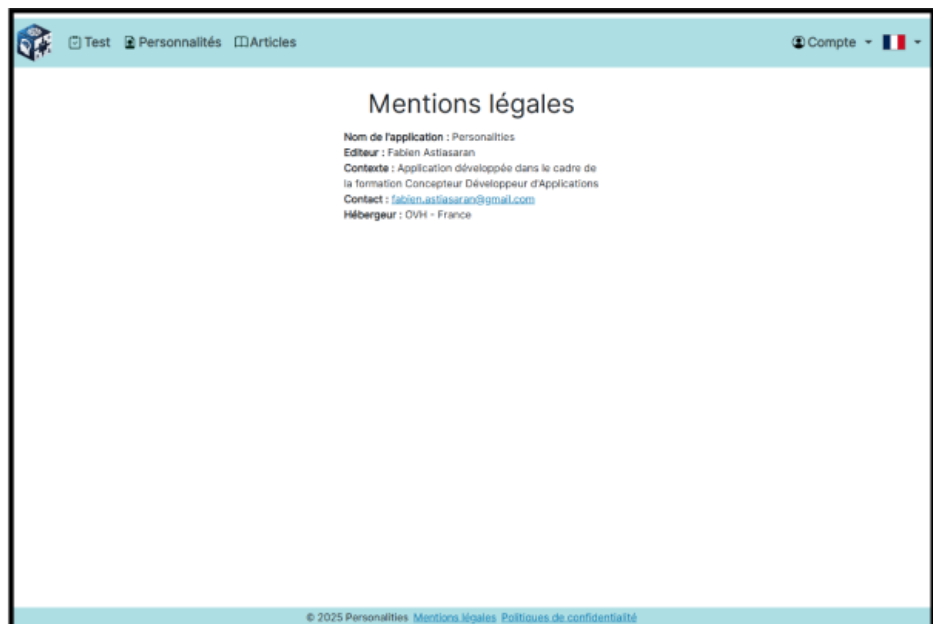 Test Personnalités Articles Compte
Mentions légales
Nom de l'application : Personalities
Editeur : Fabien Astiasaran
Contexte : Application développée dans le cadre de
la formation Concepteur Développeur d'Applications
Contact : fabien.astiasaran@gmail.com
Hébergeur : OVH - France
© 2025 Personalities Mentions légales Politiques de confidentialité